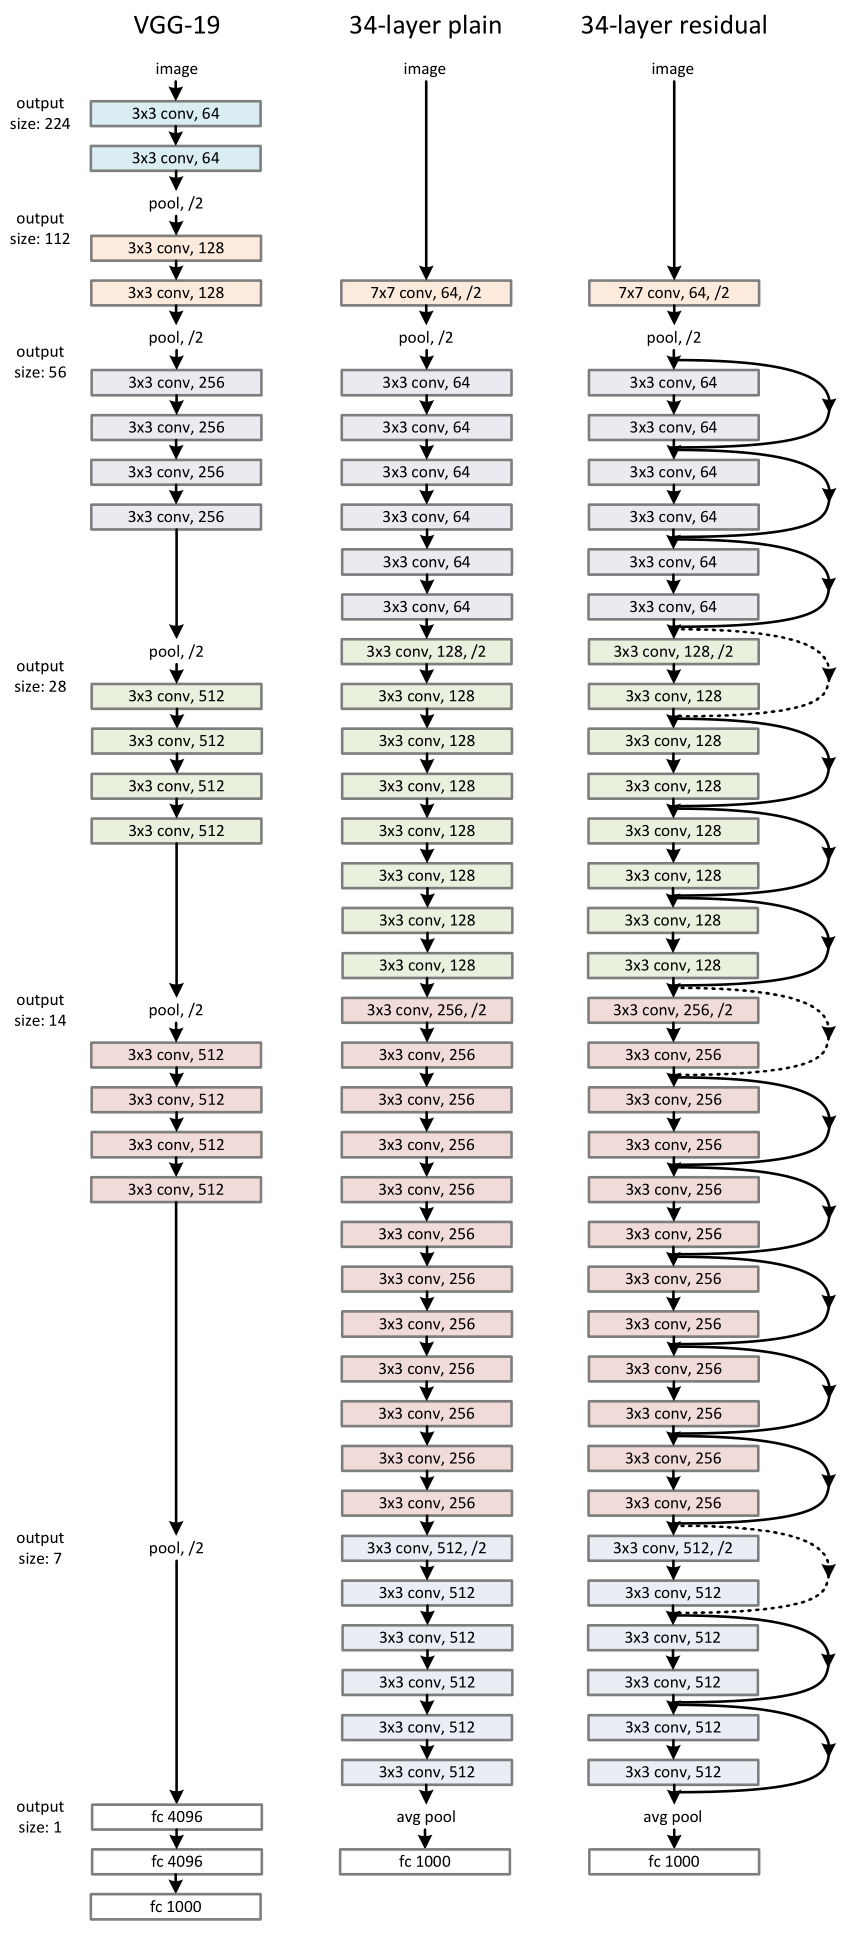 output
size: 224
output
size: 112
output
size: 56
output
size: 28
output
size: 14
output
size: 7
output
size: 1
VGG-19
image
3x3 conv, 64
3x3 conv, 64
pool, /2
3x3 conv, 128
3x3 conv, 128
pool, /2
3x3 conv, 256
3x3 conv, 256
3x3 conv, 256
3x3 conv, 256
pool, /2
3x3 conv, 512
3x3 conv, 512
3x3 conv, 512
3x3 conv, 512
pool, /2
3x3 conv, 512
3x3 conv, 512
3x3 conv, 512
3x3 conv, 512
pool, /2
fc 4096
fc 4096
fc 1000
34-layer plain
image
7x7 conv, 64, /2
pool, /2
3x3 conv, 64
3x3 conv, 64
3x3 conv, 64
3x3 conv, 64
3x3 conv, 64
3x3 conv, 64
3x3 conv, 128, /2
3x3 conv, 128
3x3 conv, 128
3x3 conv, 128
3x3 conv, 128
3x3 conv, 128
3x3 conv, 128
3x3 conv, 128
3x3 conv, 256, /2
3x3 conv, 256
3x3 conv, 256
3x3 conv, 256
3x3 conv, 256
3x3 conv, 256
3x3 conv, 256
3x3 conv, 256
3x3 conv, 256
3x3 conv, 256
3x3 conv, 256
3x3 conv, 256
3x3 conv, 512, /2
3x3 conv, 512
3x3 conv, 512
3x3 conv, 512
3x3 conv, 512
3x3 conv, 512
avg pool
fc 1000
34-layer residual
image
7x7 conv, 64, /2
pool, /2
3x3 conv, 64
3x3 conv, 64
3x3 conv, 64
3x3 conv, 64
3x3 conv, 64
3x3 conv, 64
3x3 conv, 128, /2
3x3 conv, 128
3x3 conv, 128
3x3 conv, 128
3x3 conv, 128
3x3 conv, 128
3x3 conv, 128
3x3 conv, 128
3x3 conv, 256, /2
3x3 conv, 256
3x3 conv, 256
3x3 conv, 256
3x3 conv, 256
3x3 conv, 256
3x3 conv, 256
3x3 conv, 256
3x3 conv, 256
3x3 conv, 256
3x3 conv, 256
3x3 conv, 256
3x3 conv, 512, /2
3x3 conv, 512
3x3 conv, 512
3x3 conv, 512
3x3 conv, 512
3x3 conv, 512
avg pool
fc 1000